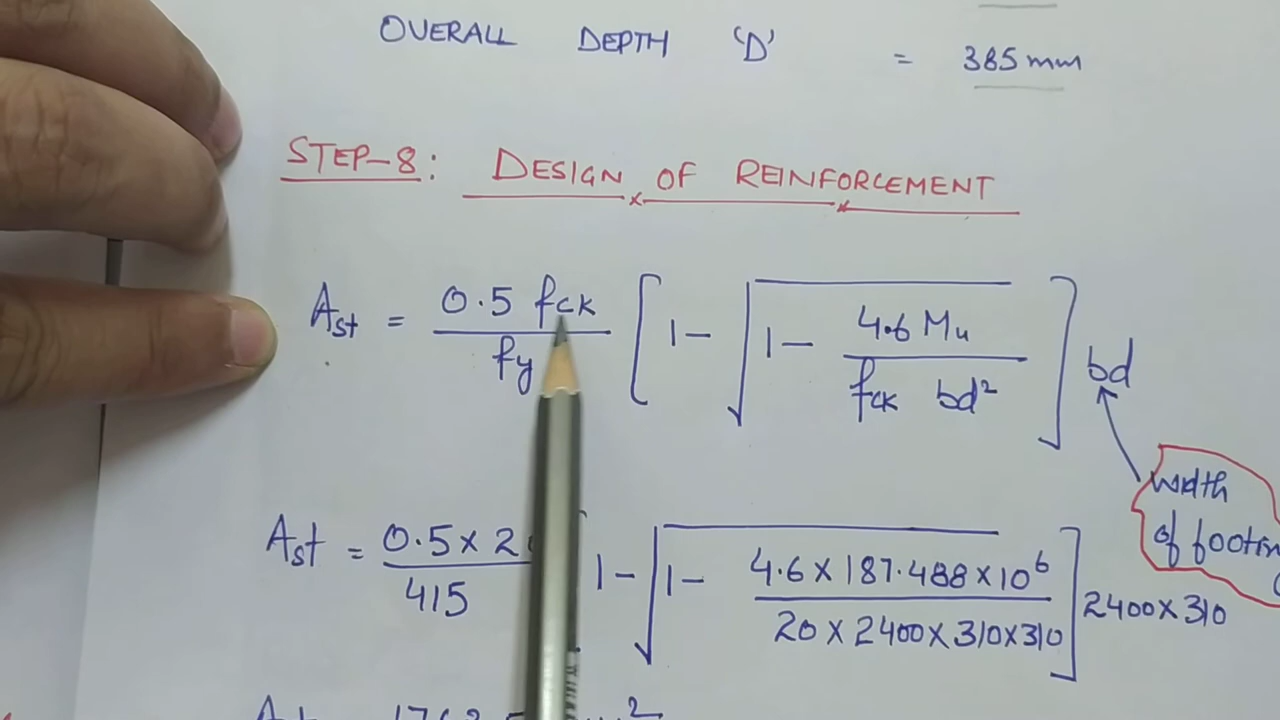 OVERALL DEPTH 'D' = 385 mm
STEP-8: DESIGN OF REINFORCEMENT
Ast = 0.5 fck / fy [ 1 - √ 1 - 4.6 Mu / fck bd² ] bd
width
of
Ast = 0.5 x 2 / 415 1 - √ 1 - 4.6 x 187.488 x 10⁶ / 20 x 2400 x 310 x 310 ] 2400 x 310